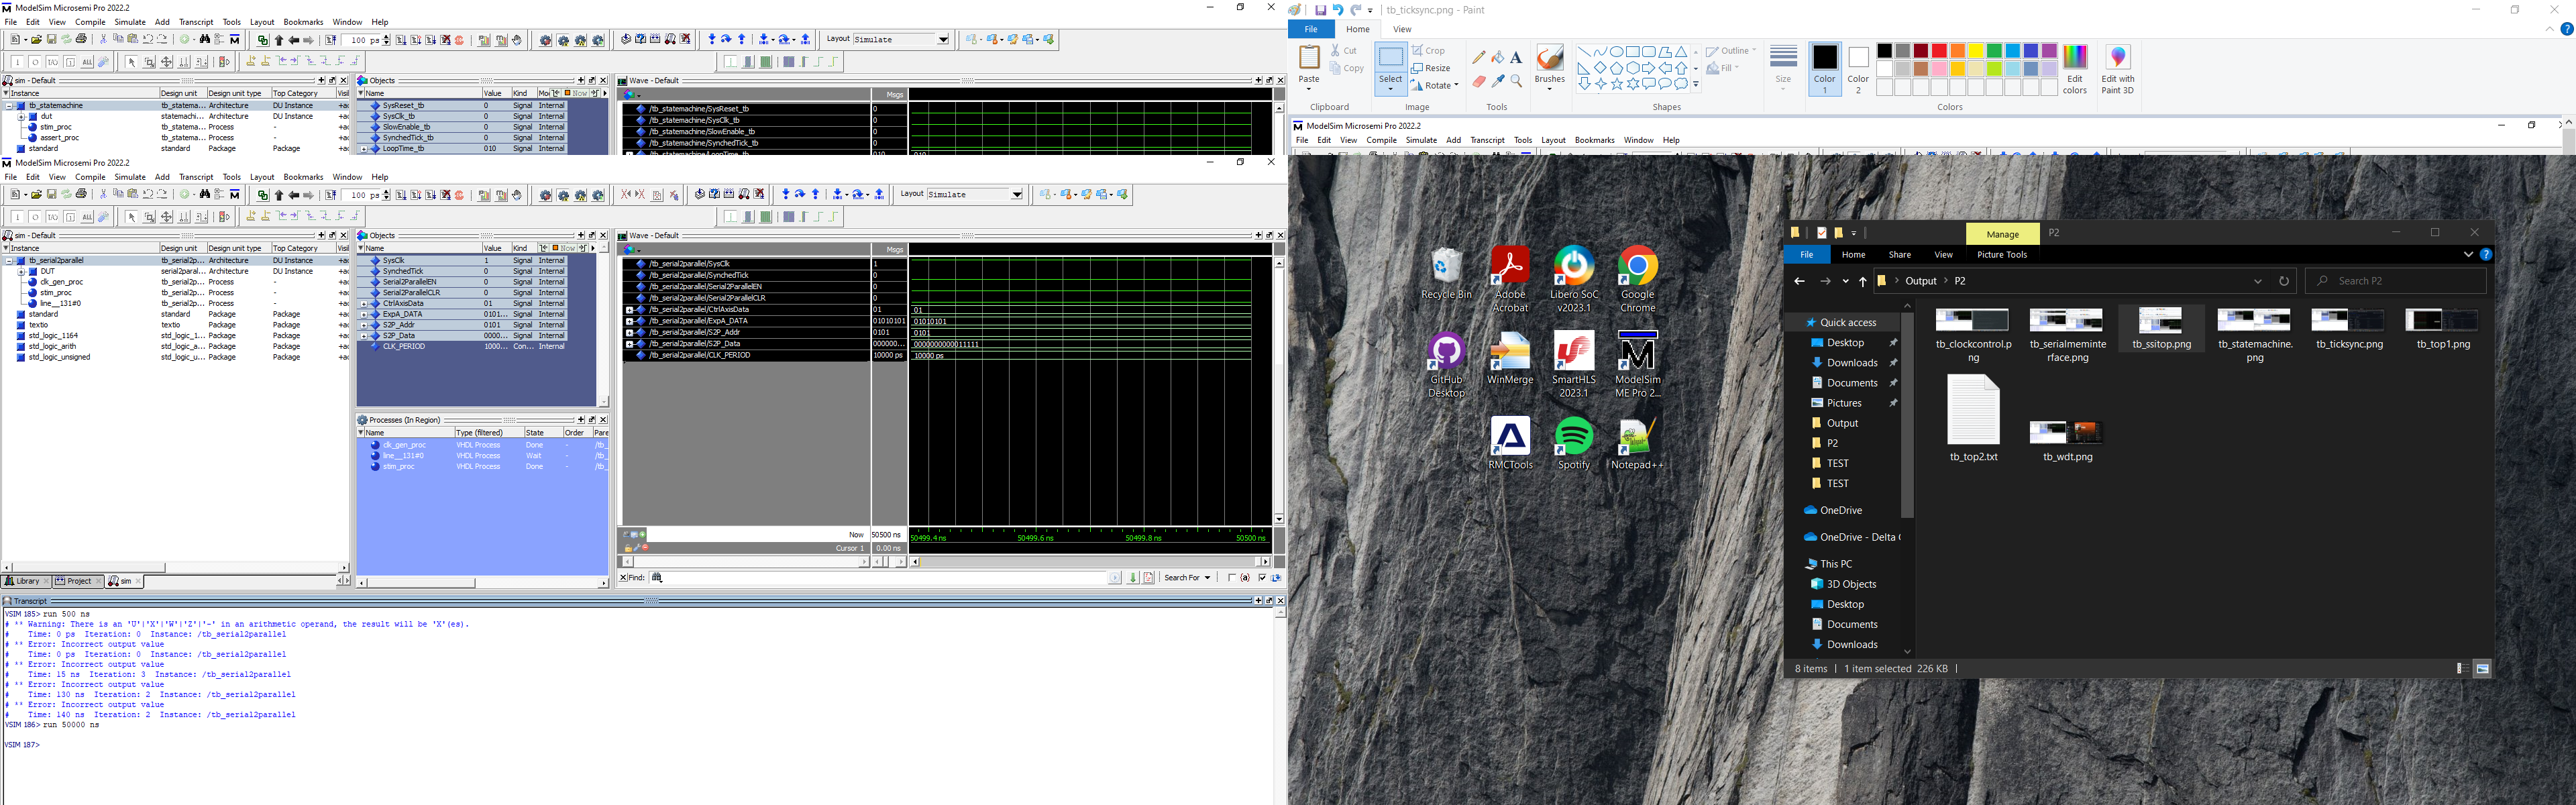 ModelSim Microsemi Pro 2022.2
File Edit View Compile Simulate Add Transcript Tools Layout Bookmarks Window Help
100 ps
Layout Simulate
sim - Default
Instance Design unit Design unit type Top Category
tb_statemachine tb_statema... Architecture DU Instance
dut statemachi... Architecture DU Instance
stim_proc tb_statema... Process -
assert_proc tb_statema... Process -
standard standard Package Package
Objects
Name Value Kind Now
SysReset_tb 0 Signal Internal
SysClk_tb 0 Signal Internal
SlowEnable_tb 0 Signal Internal
SynchedTick_tb 0 Signal Internal
LoopTime_tb 010 Signal Internal
Wave - Default
Msgs
/tb_statemachine/SysReset_tb 0
/tb_statemachine/SysClk_tb 0
/tb_statemachine/SlowEnable_tb 0
/tb_statemachine/SynchedTick_tb 0
ModelSim Microsemi Pro 2022.2
File Edit View Compile Simulate Add Transcript Tools Layout Bookmarks Window Help
100 ps
Layout Simulate
sim - Default
Instance Design unit Design unit type Top Category
tb_serial2parallel tb_serial2p... Architecture DU Instance
DUT serial2paral... Architecture DU Instance
clk_gen_proc tb_serial2p... Process -
stim_proc tb_serial2p... Process -
line__131#0 tb_serial2p... Process -
standard standard Package Package
textio textio Package Package
std_logic_1164 std_logic_1... Package Package
std_logic_arith std_logic_a... Package Package
std_logic_unsigned std_logic_u... Package Package
Library Project sim
Objects
Name Value Kind Now
SysClk 1 Signal Internal
SynchedTick 0 Signal Internal
Serial2ParallelEN 0 Signal Internal
Serial2ParallelCLR 0 Signal Internal
CtrlAxisData 01 Signal Internal
ExpA_DATA 0101... Signal Internal
S2P_Addr 0101 Signal Internal
S2P_Data 0000... Signal Internal
CLK_PERIOD 1000... Con... Internal
Processes (In Region)
Name Type (filtered) State Order
clk_gen_proc VHDL Process Done - /tb_
line__131#0 VHDL Process Wait - /tb_
stim_proc VHDL Process Done - /tb_
Wave - Default
Msgs
/tb_serial2parallel/SysClk 1
/tb_serial2parallel/SynchedTick 0
/tb_serial2parallel/Serial2ParallelEN 0
/tb_serial2parallel/Serial2ParallelCLR 0
/tb_serial2parallel/CtrlAxisData 01 01
/tb_serial2parallel/ExpA_DATA 01010101 01010101
/tb_serial2parallel/S2P_Addr 0101 0101
/tb_serial2parallel/S2P_Data 000000... 0000000000011111
/tb_serial2parallel/CLK_PERIOD 10000 ps 10000 ps
Now 50500 ns 50499.4 ns 50499.6 ns 50499.8 ns 50500 ns
Cursor 1 0.00 ns
Find: Search For
Transcript
VSIM 185> run 500 ns
# ** Warning: There is an 'U'|'X'|'W'|'Z'|'-' in an arithmetic operand, the result will be 'X'(es).
# Time: 0 ps Iteration: 0 Instance: /tb_serial2parallel
# ** Error: Incorrect output value
# Time: 0 ps Iteration: 0 Instance: /tb_serial2parallel
# ** Error: Incorrect output value
# Time: 15 ns Iteration: 3 Instance: /tb_serial2parallel
# ** Error: Incorrect output value
# Time: 130 ns Iteration: 2 Instance: /tb_serial2parallel
# ** Error: Incorrect output value
# Time: 140 ns Iteration: 2 Instance: /tb_serial2parallel
VSIM 186> run 50000 ns
VSIM 187>
tb_ticksync.png - Paint
File Home View
Paste Cut Copy
Select Crop Resize Rotate
A
Brushes
Outline Fill
Size
Color 1 Color 2
Edit colors
Edit with Paint 3D
Clipboard Image Tools Shapes Colors
ModelSim Microsemi Pro 2022.2
File Edit View Compile Simulate Add Transcript Tools Layout Bookmarks Window Help
Recycle Bin
Adobe Acrobat
Libero SoC v2023.1
Google Chrome
GitHub Desktop
WinMerge
SmartHLS 2023.1
ModelSim ME Pro 2...
RMCTools
Spotify
Notepad++
Manage P2
File Home Share View Picture Tools
Output P2
Search P2
Quick access
Desktop
Downloads
Documents
Pictures
Output
P2
TEST
TEST
OneDrive
OneDrive - Delta
This PC
3D Objects
Desktop
Documents
Downloads
tb_clockcontrol.png
tb_serialmeminterface.png
tb_ssitop.png
tb_statemachine.png
tb_ticksync.png
tb_top1.png
tb_top2.txt
tb_wdt.png
8 items 1 item selected 226 KB